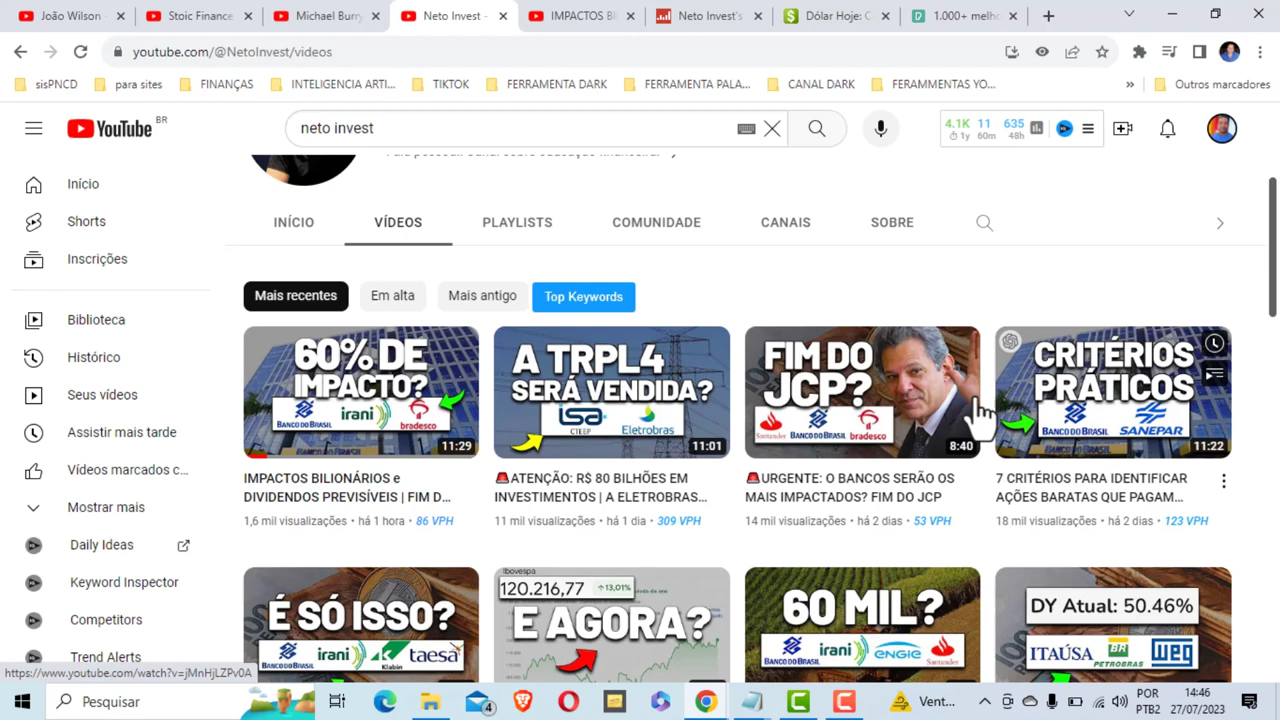 João Wilson -
Stoic Finance
Michael Burry
Neto Invest -
IMPACTOS BI
Neto Invest's
Dólar Hoje: C
1.000+ melho
youtube.com/@NetoInvest/videos
sisPNCD
para sites
FINANÇAS
INTELIGENCIA ARTI...
TIKTOK
FERRAMENTA DARK
FERRAMENTA PALA...
CANAL DARK
FERAMMENTAS YO...
»
Outros marcadores
YouTube BR
neto invest
4.1K 11 635
1y 60m 48h
Início
Shorts
Inscrições
Biblioteca
Histórico
Seus vídeos
Assistir mais tarde
Vídeos marcados c...
Mostrar mais
Daily Ideas
Keyword Inspector
Competitors
Trend Alerts
INÍCIO
VÍDEOS
PLAYLISTS
COMUNIDADE
CANAIS
SOBRE
Mais recentes
Em alta
Mais antigo
Top Keywords
60% DE
IMPACTO?
BANCO DO BRASIL
irani
bradesco
11:29
IMPACTOS BILIONÁRIOS e
DIVIDENDOS PREVISÍVEIS | FIM D...
1,6 mil visualizações • há 1 hora • 86 VPH
A TRPL4
SERÁ VENDIDA?
isa
CTEEP
Eletrobras
11:01
🚨ATENÇÃO: R$ 80 BILHÕES EM
INVESTIMENTOS | A ELETROBRAS...
11 mil visualizações • há 1 dia • 309 VPH
FIM DO
JCP?
Santander
BANCO DO BRASIL
bradesco
8:40
🚨URGENTE: O BANCOS SERÃO OS
MAIS IMPACTADOS? FIM DO JCP
14 mil visualizações • há 2 dias • 53 VPH
CRITÉRIOS
PRÁTICOS
BANCO DO BRASIL
SANEPAR
11:22
7 CRITÉRIOS PARA IDENTIFICAR
AÇÕES BARATAS QUE PAGAM...
18 mil visualizações • há 2 dias • 123 VPH
É SÓ ISSO?
BANCO DO BRASIL
irani
Klabin
taesa
Ibovespa
120.216,77
↑13,01%
E AGORA?
60 MIL?
BANCO DO BRASIL
irani
ENGIE
Santander
DY Atual: 50.46%
ITAÚSA
BR
PETROBRAS
WEG
https://www.youtube.com/watch?v=jMnHjLZPv0A
Pesquisar
4
Vent...
POR
PTB2
14:46
27/07/2023